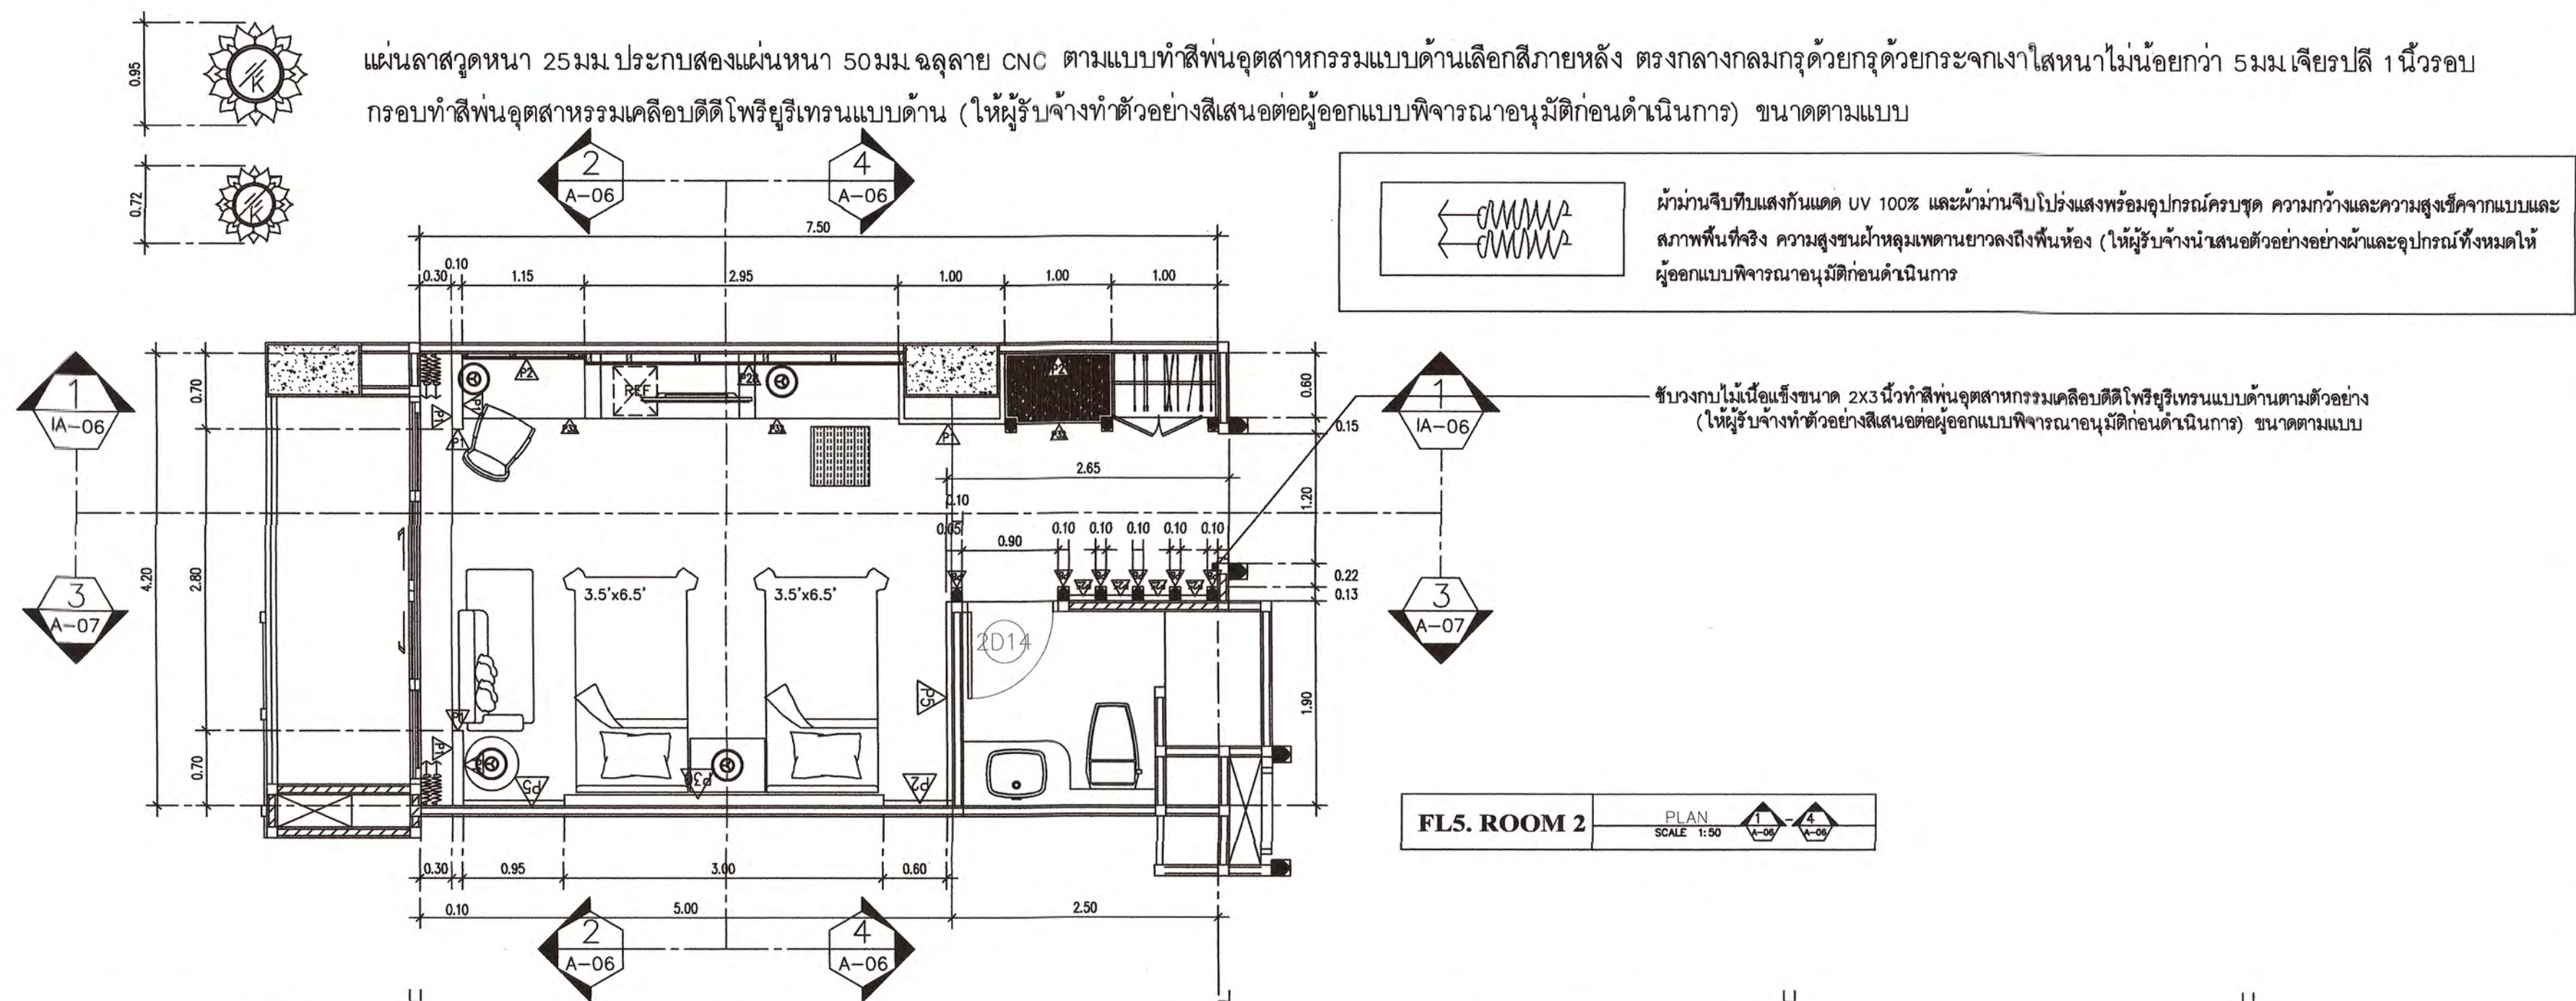 0.95
แผ่นลาสวูดหนา 25มม.ประกบสองแผ่นหนา 50มม.ฉลุลาย CNC ตามแบบทำสีพ่นอุตสาหกรรมแบบด้านเลือกสีภายหลัง ตรงกลางกลมกรุด้วยกรุด้วยกระจกเงาใสหนาไม่น้อยกว่า 5มม.เจียรปลี 1นิ้วรอบ
กรอบทำสีพ่นอุตสาหรรมเคลือบดีดีโพรียูรีเทรนแบบด้าน (ให้ผู้รับจ้างทำตัวอย่างสีเสนอต่อผู้ออกแบบพิจารณาอนุมัติก่อนดำเนินการ) ขนาดตามแบบ
K
0.72
K
2
A-06
4
A-06
ผ้าม่านจีบทึบแสงกันแดด UV 100% และผ้าม่านจีบโปร่งแสงพร้อมอุปกรณ์ครบชุด ความกว้างและความสูงเช็คจากแบบและ
สภาพพื้นที่จริง ความสูงชนฝ้าหลุมเพดานยาวลงถึงพื้นห้อง (ให้ผู้รับจ้างนำเสนอตัวอย่างอย่างผ้าและอุปกรณ์ทั้งหมดให้
ผู้ออกแบบพิจารณาอนุมัติก่อนดำเนินการ
7.50
0.30 0.10 1.15 2.95 1.00 1.00 1.00
1
IA-06
1
IA-06
ซับวงกบไม้เนื้อแข็งขนาด 2X3นิ้วทำสีพ่นอุตสาหกรรมเคลือบดีดีโพรียูรีเทรนแบบด้านตามตัวอย่าง
(ให้ผู้รับจ้างทำตัวอย่างสีเสนอต่อผู้ออกแบบพิจารณาอนุมัติก่อนดำเนินการ) ขนาดตามแบบ
0.70
P2
REF
P2
0.60
0.15
P1
P1
P1
2.65
0.10
0.05
0.90
0.10 0.10 0.10 0.10 0.10
1.20
4.20
2.80
3.5'x6.5'
3.5'x6.5'
0.22
0.13
3
A-07
3
A-07
2D14
P5
1.90
P1
P1
0.70
P5
P2
FL5. ROOM 2
PLAN
SCALE 1:50
1
A-06
-
4
A-06
0.30 0.95 3.00 0.60
0.10 5.00 2.50
2
A-06
4
A-06